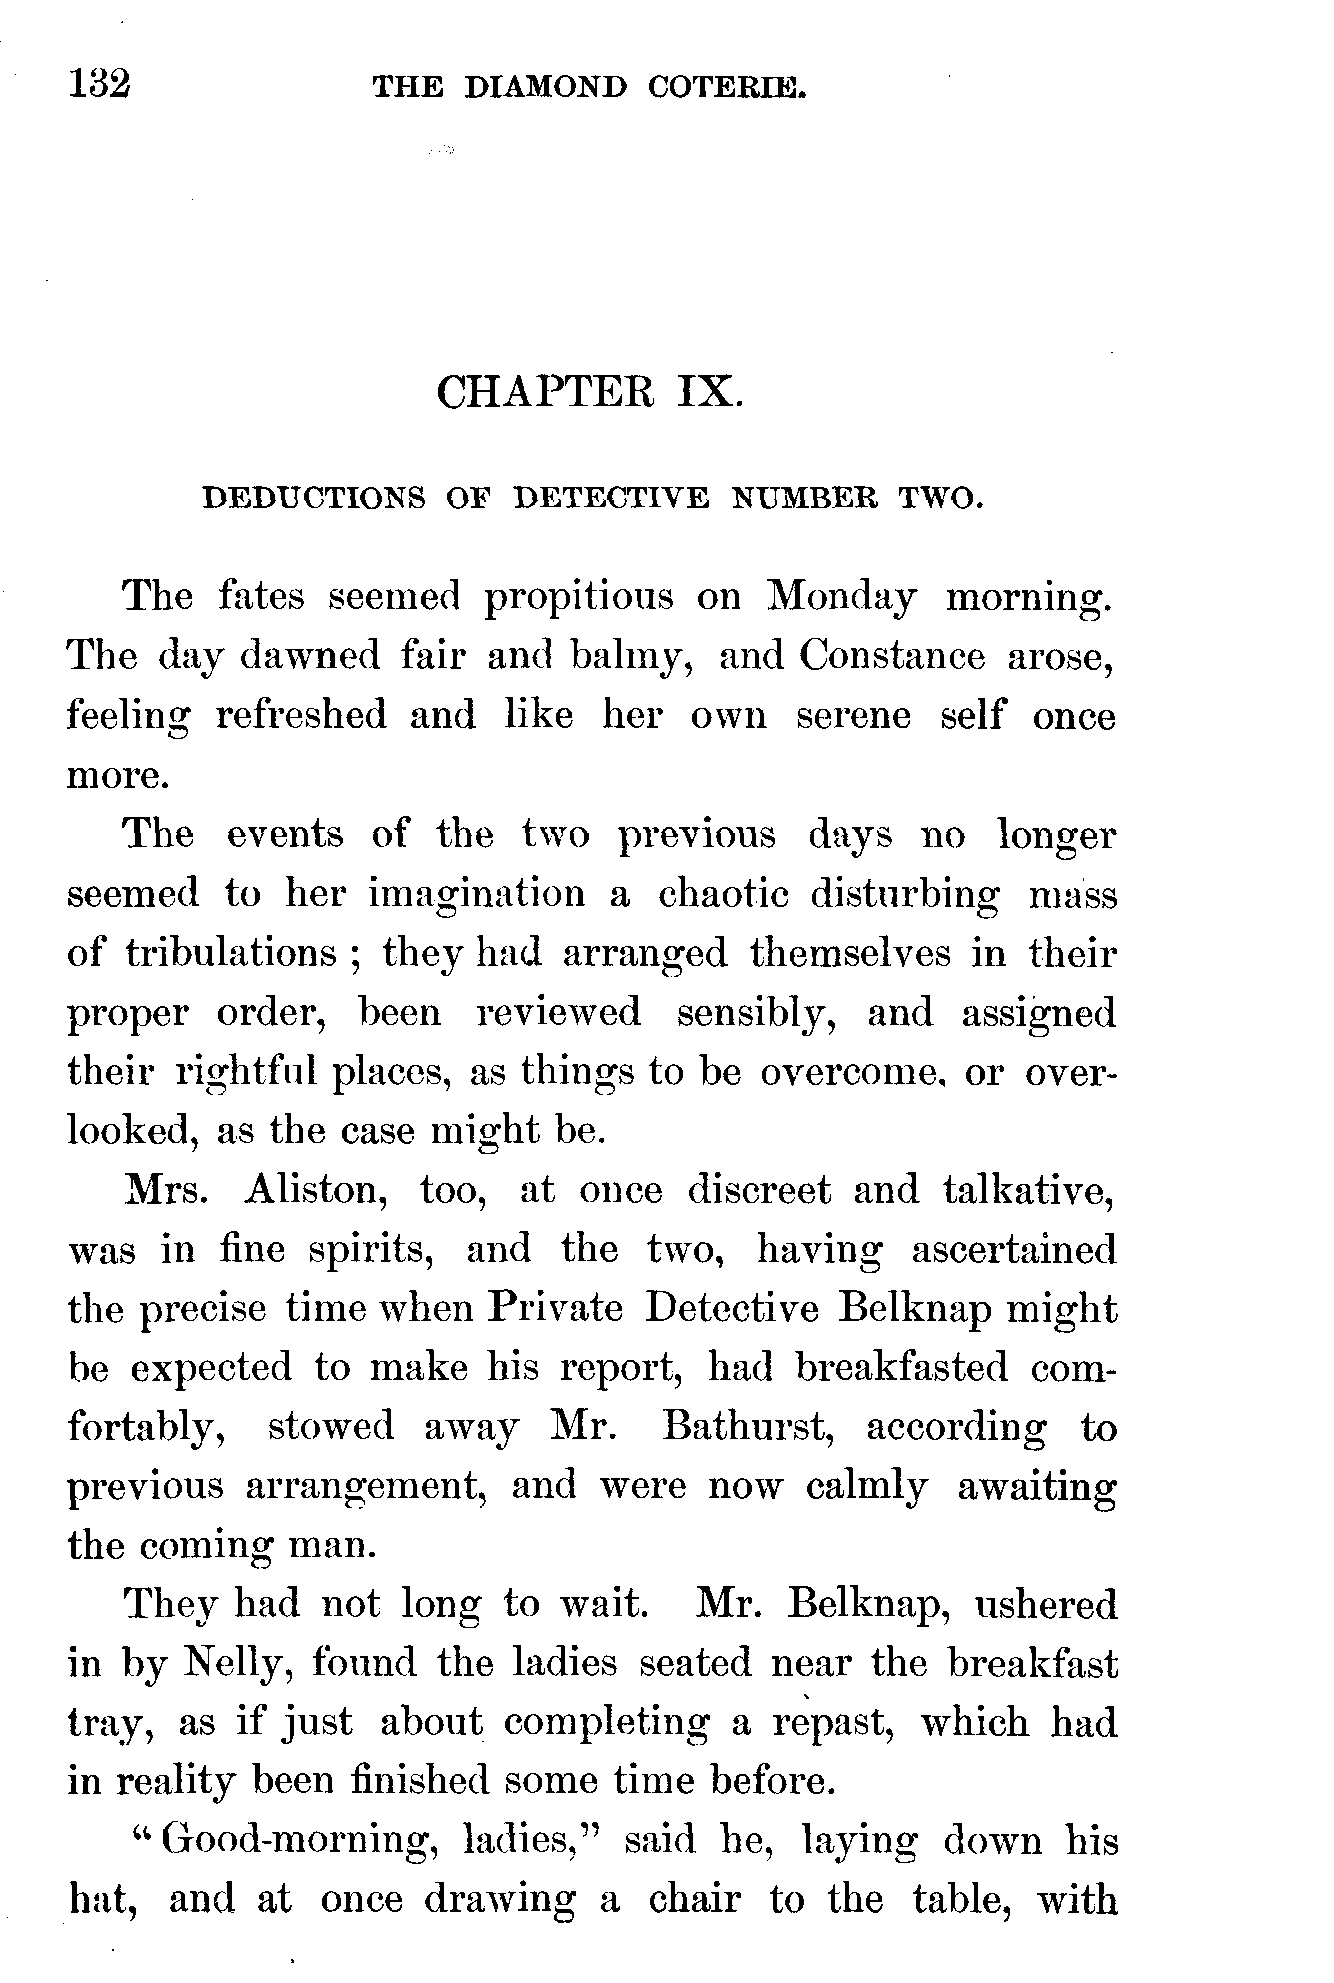 132 THE DIAMOND COTERIE.
CHAPTER IX.
DEDUCTIONS OF DETECTIVE NUMBER TWO.
The fates seemed propitious on Monday morning.
The day dawned fair and balmy, and Constance arose,
feeling refreshed and like her own serene self once
more.
The events of the two previous days no longer
seemed to her imagination a chaotic disturbing mass
of tribulations ; they had arranged themselves in their
proper order, been reviewed sensibly, and assigned
their rightful places, as things to be overcome, or over-
looked, as the case might be.
Mrs. Aliston, too, at once discreet and talkative,
was in fine spirits, and the two, having ascertained
the precise time when Private Detective Belknap might
be expected to make his report, had breakfasted com-
fortably, stowed away Mr. Bathurst, according to
previous arrangement, and were now calmly awaiting
the coming man.
They had not long to wait. Mr. Belknap, ushered
in by Nelly, found the ladies seated near the breakfast
tray, as if just about completing a repast, which had
in reality been finished some time before.
“ Good-morning, ladies,” said he, laying down his
hat, and at once drawing a chair to the table, with